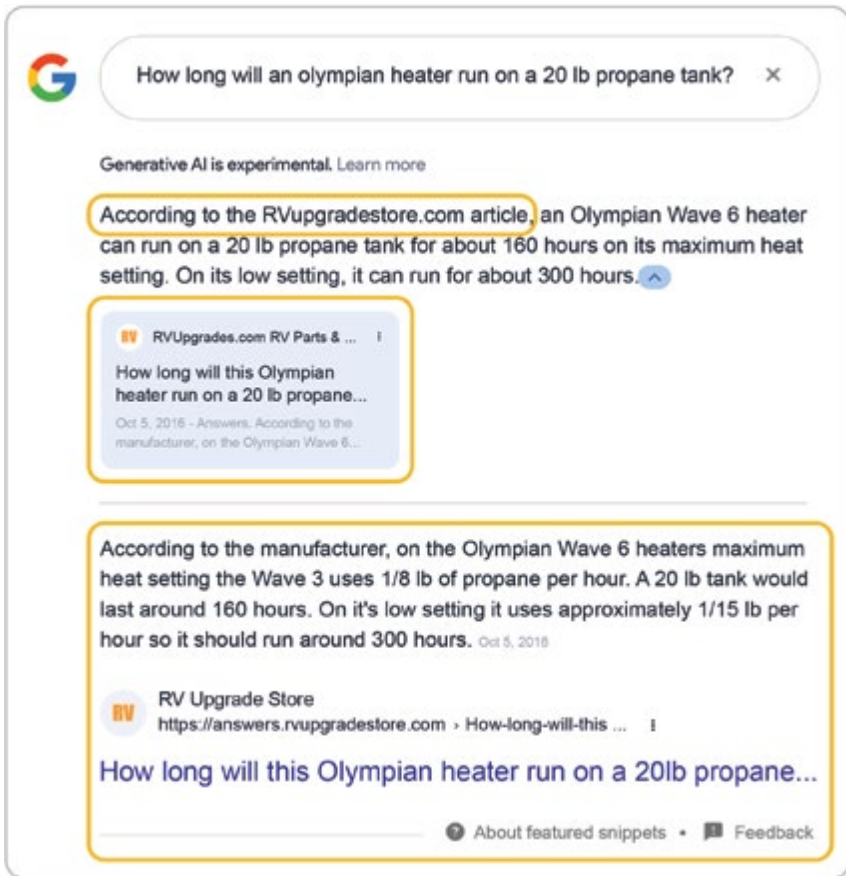 How long will an olympian heater run on a 20 lb propane tank? ×
Generative AI is experimental. Learn more
According to the RVupgradestore.com article, an Olympian Wave 6 heater
can run on a 20 lb propane tank for about 160 hours on its maximum heat
setting. On its low setting, it can run for about 300 hours.
RV RVUpgrades.com RV Parts & ...
How long will this Olympian
heater run on a 20 lb propane...
Oct 5, 2016 - Answers. According to the
manufacturer, on the Olympian Wave 6...
According to the manufacturer, on the Olympian Wave 6 heaters maximum
heat setting the Wave 3 uses 1/8 lb of propane per hour. A 20 lb tank would
last around 160 hours. On it's low setting it uses approximately 1/15 lb per
hour so it should run around 300 hours. Oct 5, 2016
RV
RV Upgrade Store
https://answers.rvupgradestore.com › How-long-will-this ...
How long will this Olympian heater run on a 20lb propane...
About featured snippets • Feedback